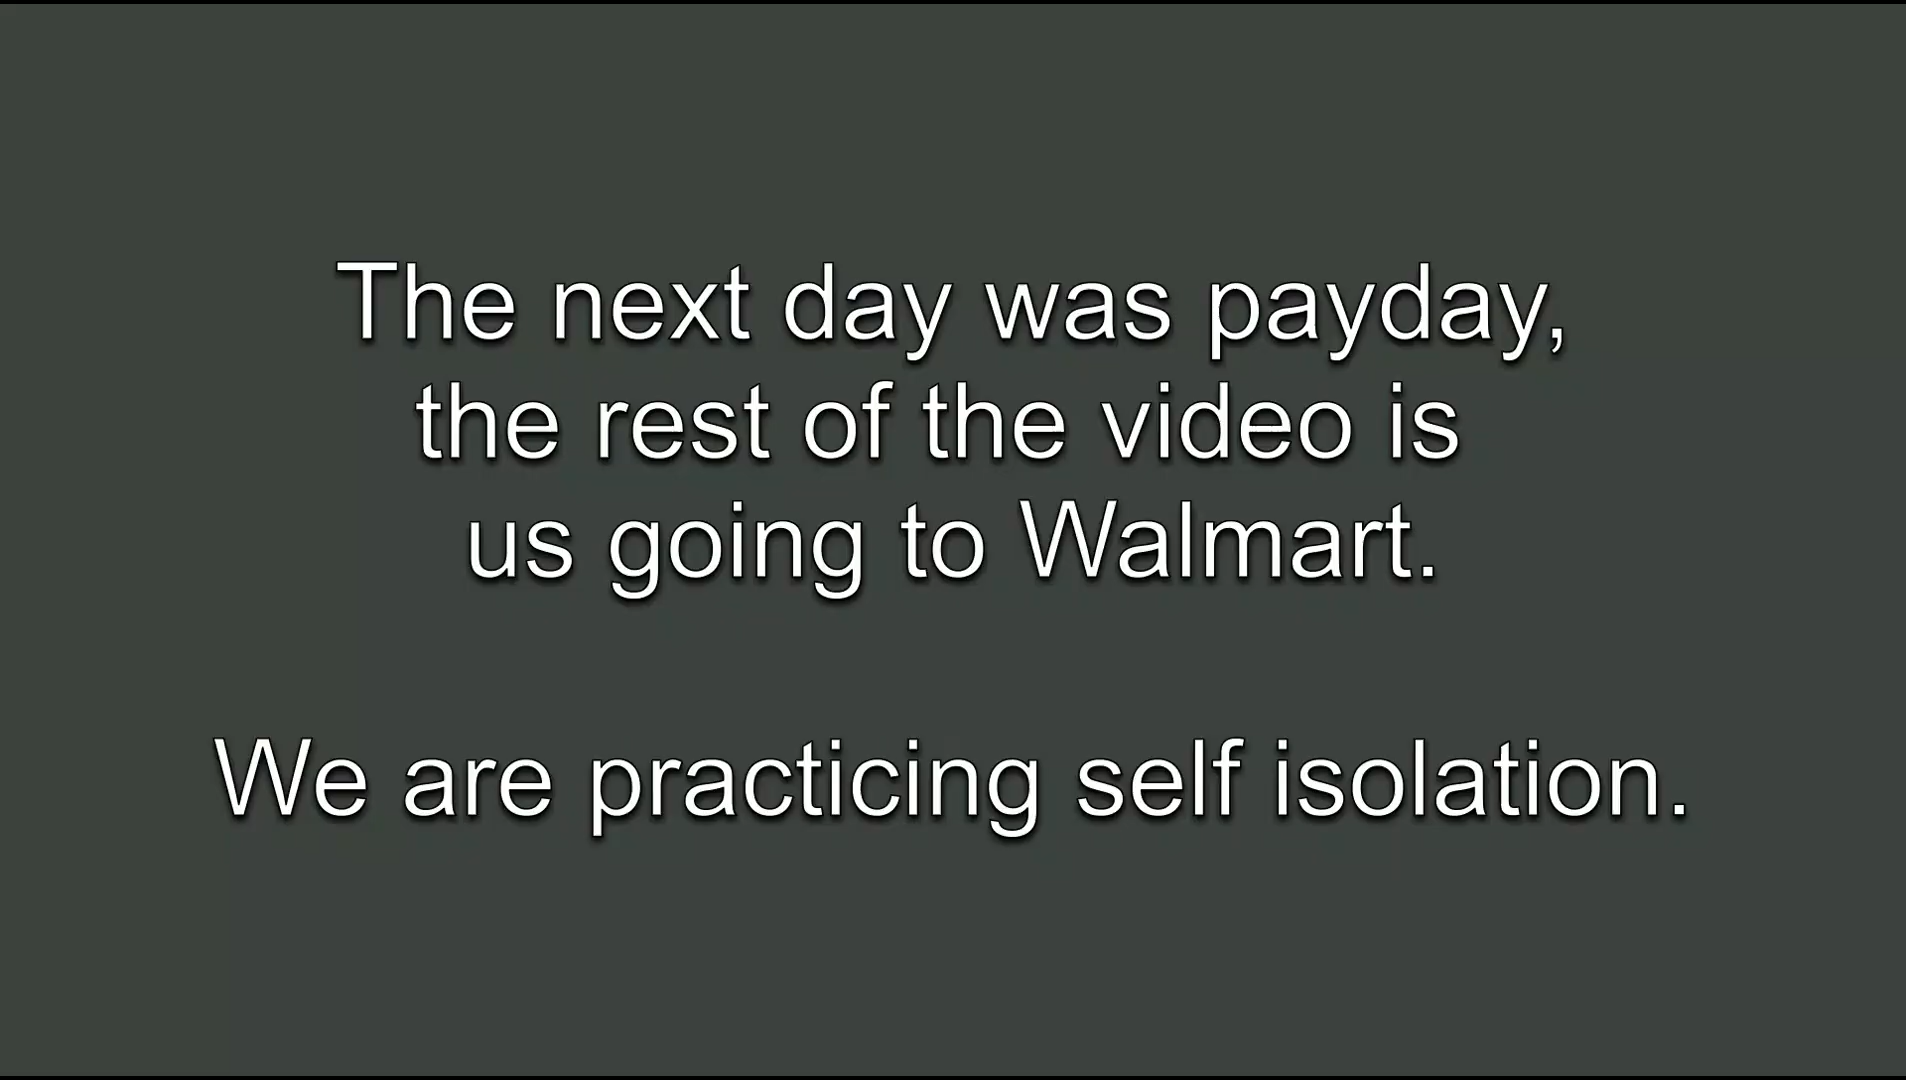 The next day was payday,
the rest of the video is
us going to Walmart.
We are practicing self isolation.